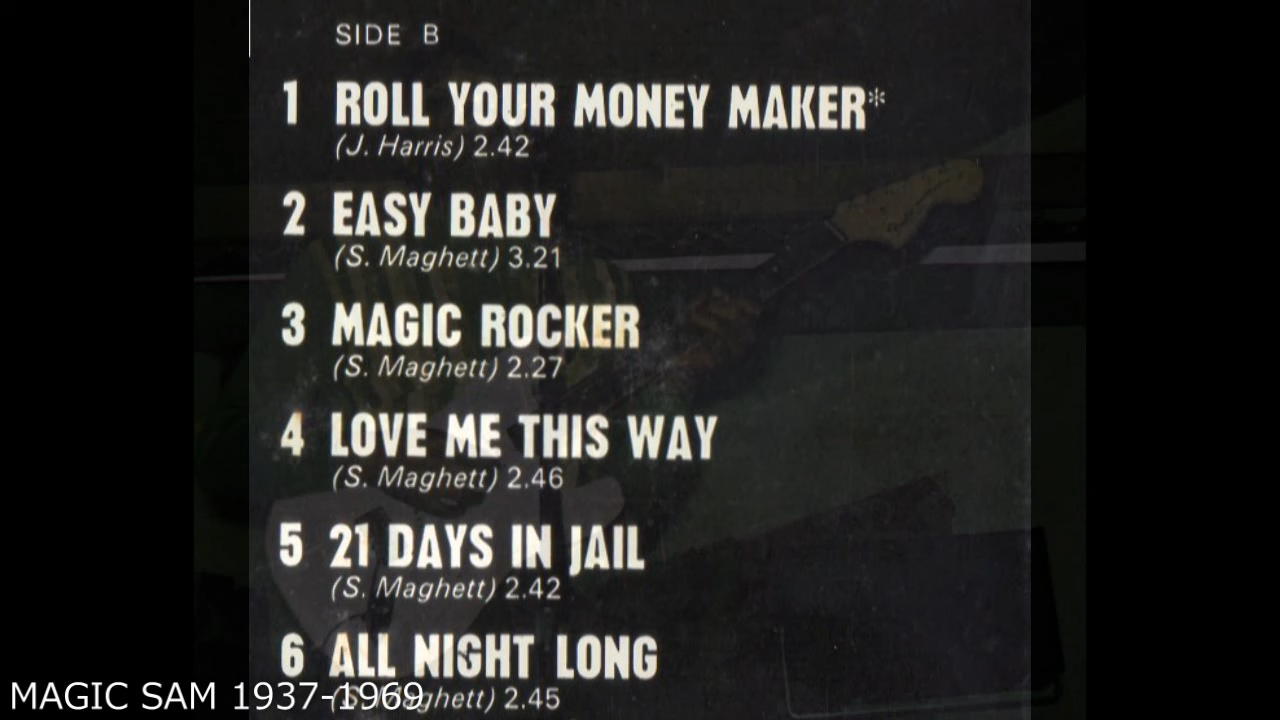 SIDE B
1 ROLL YOUR MONEY MAKER*
(J. Harris) 2.42
2 EASY BABY
(S. Maghett) 3.21
3 MAGIC ROCKER
(S. Maghett) 2.27
4 LOVE ME THIS WAY
(S. Maghett) 2.46
5 21 DAYS IN JAIL
(S. Maghett) 2.42
6 ALL NIGHT LONG
(S. Maghett) 2.45
MAGIC SAM 1937-1969